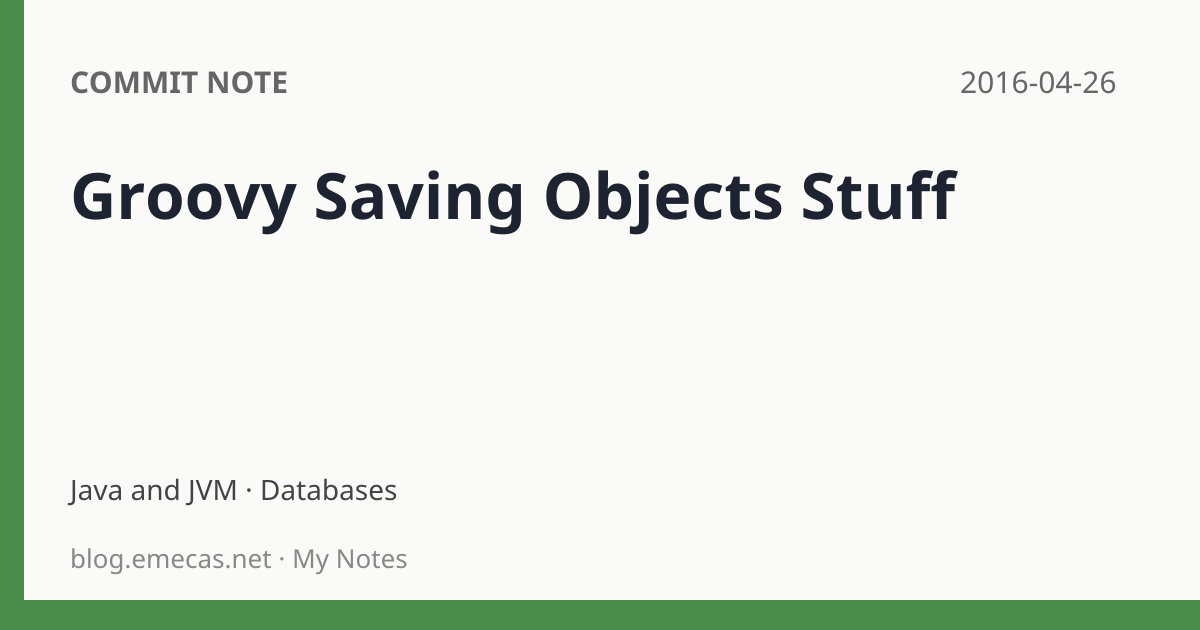 COMMIT NOTE
2016-04-26
Groovy Saving Objects Stuff
Java and JVM · Databases
blog.emecas.net · My Notes